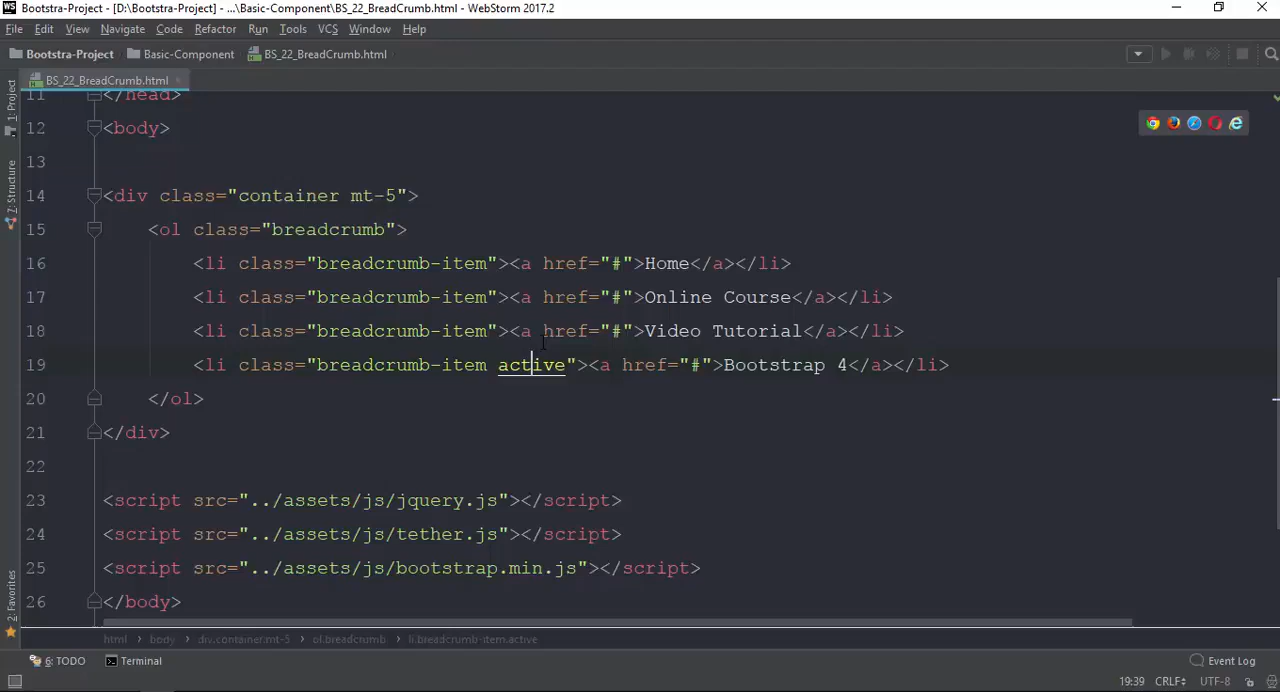 WS Bootstra-Project - [D:\Bootstra-Project] - ...\Basic-Component\BS_22_BreadCrumb.html - WebStorm 2017.2
File Edit View Navigate Code Refactor Run Tools VCS Window Help
Bootstra-Project Basic-Component BS_22_BreadCrumb.html
BS_22_BreadCrumb.html
1: Project
7: Structure
2: Favorites
11 </head>
12 <body>
13
14 <div class="container mt-5">
15 <ol class="breadcrumb">
16 <li class="breadcrumb-item"><a href="#">Home</a></li>
17 <li class="breadcrumb-item"><a href="#">Online Course</a></li>
18 <li class="breadcrumb-item"><a href="#">Video Tutorial</a></li>
19 <li class="breadcrumb-item active"><a href="#">Bootstrap 4</a></li>
20 </ol>
21 </div>
22
23 <script src="../assets/js/jquery.js"></script>
24 <script src="../assets/js/tether.js"></script>
25 <script src="../assets/js/bootstrap.min.js"></script>
26 </body>
html body div.container.mt-5 ol.breadcrumb li.breadcrumb-item.active
6: TODO Terminal Event Log
19:39 CRLF UTF-8